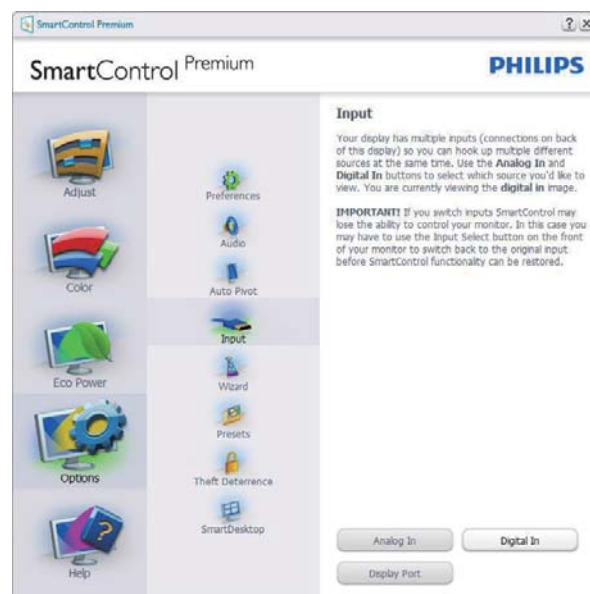 SmartControl Premium
? X
SmartControl Premium
PHILIPS
Adjust
Color
Eco Power
Options
Help
Preferences
Audio
Auto Pivot
Input
Wizard
Presets
Theft Deterrence
SmartDesktop
Input
Your display has multiple inputs (connections on back
of this display) so you can hook up multiple different
sources at the same time. Use the Analog In and
Digital In buttons to select which source you'd like to
view. You are currently viewing the digital in image.
IMPORTANT! If you switch inputs SmartControl may
lose the ability to control your monitor. In this case you
may have to use the Input Select button on the front
of your monitor to switch back to the original input
before SmartControl functionality can be restored.
Analog In
Digital In
Display Port